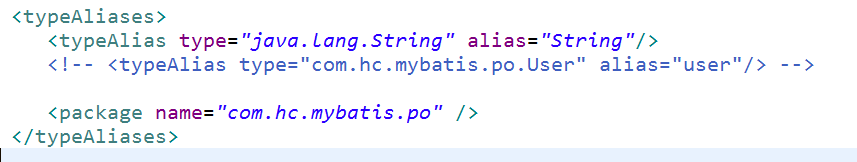 <typeAliases>
<typeAlias type="java.lang.String" alias="String"/>
<!-- <typeAlias type="com.hc.mybatis.po.User" alias="user"/> -->
<package name="com.hc.mybatis.po" />
</typeAliases>